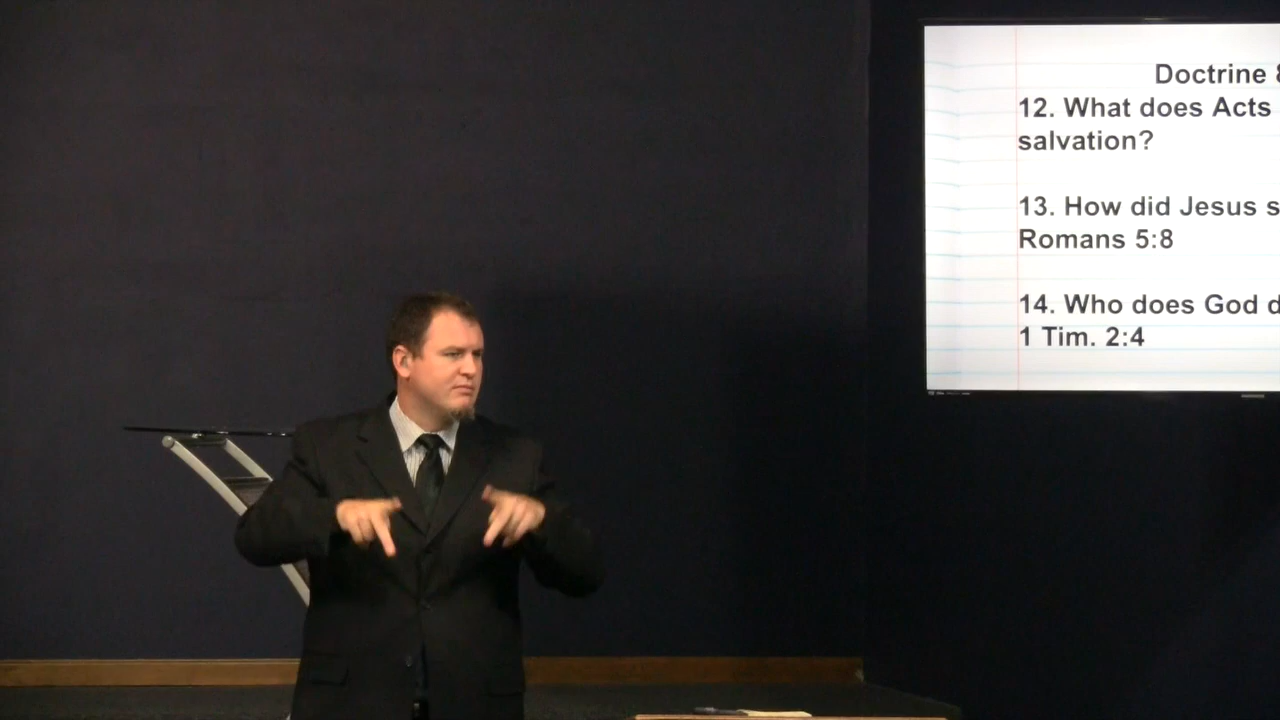 Doctrine &
12. What does Acts
salvation?
13. How did Jesus s
Romans 5:8
14. Who does God d
1 Tim. 2:4